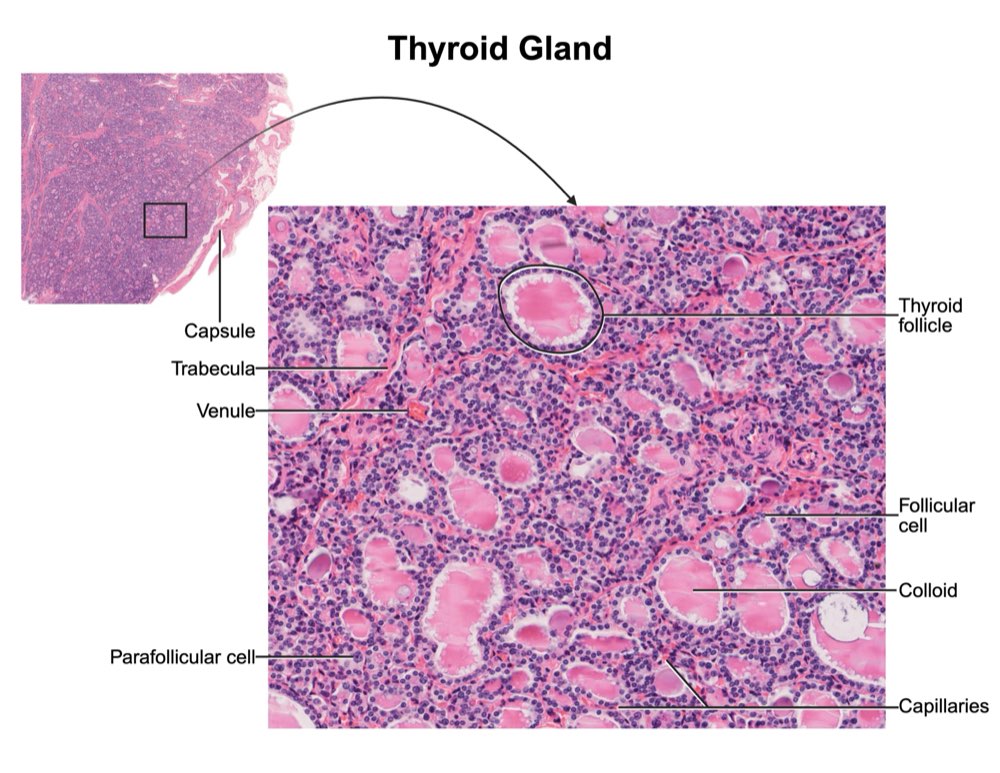 Thyroid Gland
Capsule
Trabecula
Venule
Parafollicular cell
Thyroid
follicle
Follicular
cell
Colloid
Capillaries